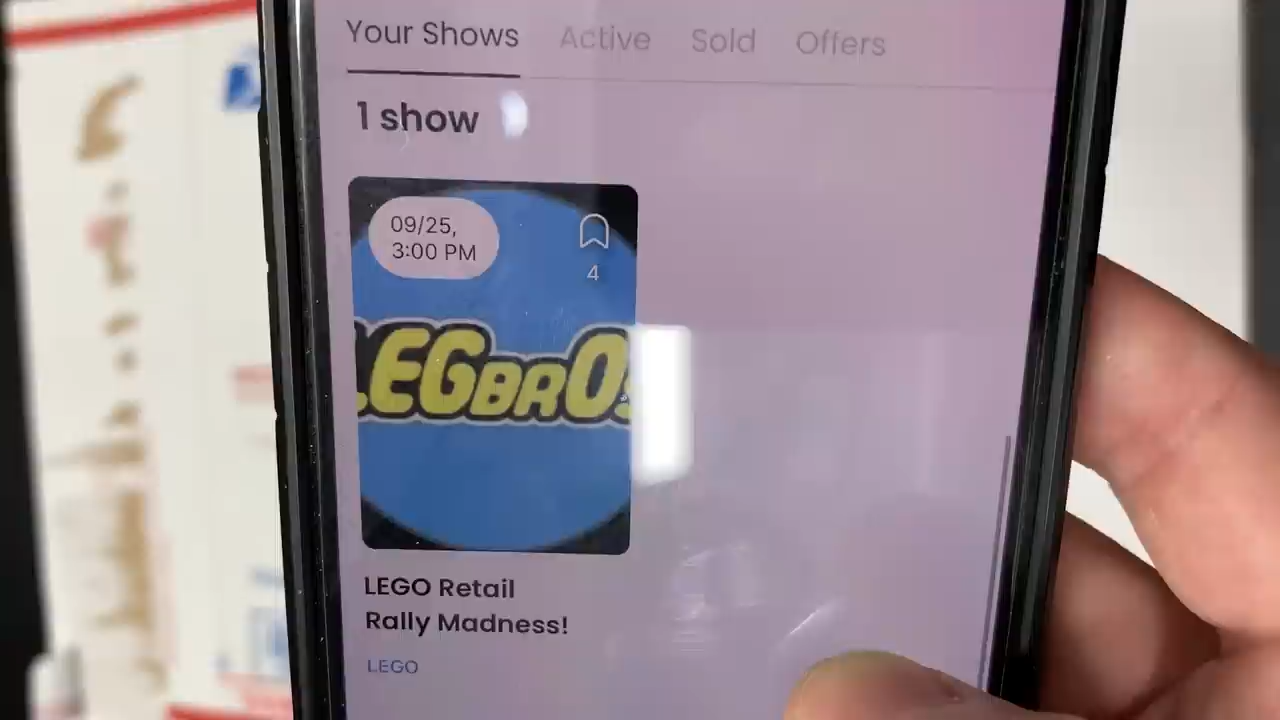 Your Shows Active Sold Offers
1 show
09/25,
3:00 PM
4
LEGBROS
LEGO Retail
Rally Madness!
LEGO